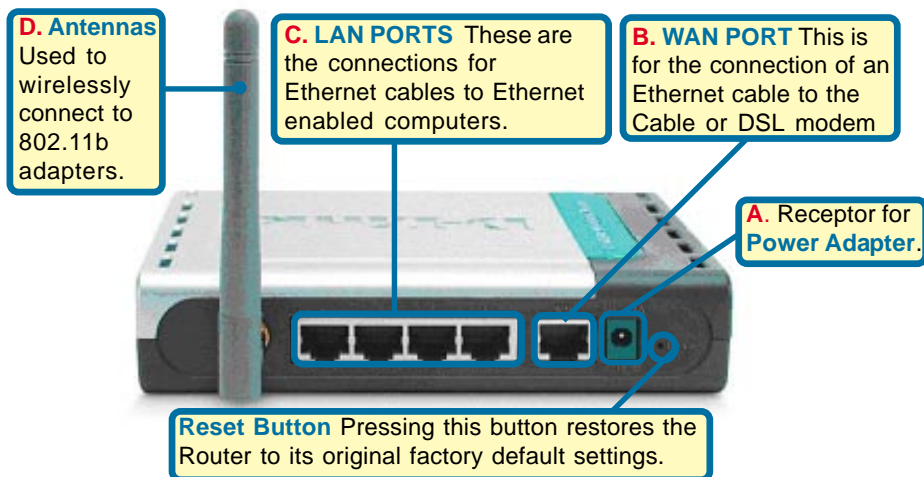 D. Antennas
Used to
wirelessly
connect to
802.11b
adapters.
C. LAN PORTS These are
the connections for
Ethernet cables to Ethernet
enabled computers.
B. WAN PORT This is
for the connection of an
Ethernet cable to the
Cable or DSL modem
A. Receptor for
Power Adapter.
D-Link
Reset Button Pressing this button restores the
Router to its original factory default settings.